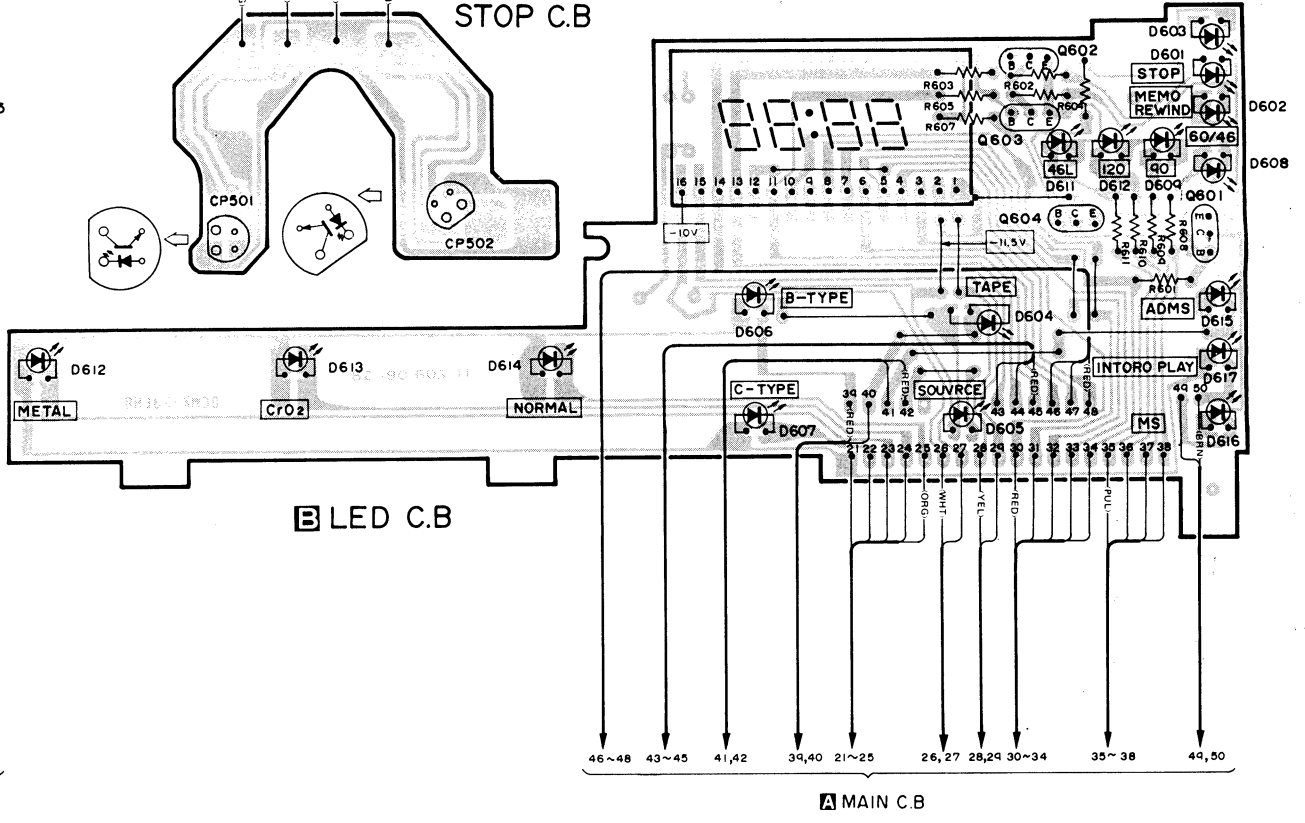 STOP C.B
CP501
CP502
D603
D601
STOP
MEMO
REWIND
D602
60/46
D608
Q602
B C E
R603
R602
R605
R604
R607
B C E
Q603
46L
120
90
D611
D612
D609
Q601
E C B
16 15 14 13 12 11 10 9 8 7 6 5 4 3 2 1
-10V
Q604
B C E
-11.5V
R611
R610
R609
R608
R601
ADMS
D615
B-TYPE
D606
TAPE
D604
INTORO PLAY
D617
D612
METAL
D613
CrO2
D614
NORMAL
C-TYPE
D607
SOUVRCE
D605
39 40 41 42
43 44 45 46 47 48
49 50
RED
RED
RED
RED
MS
D616
21 22 23 24 25 26 27 28 29 30 31 32 33 34 35 36 37 38
ORG
WHT
YEL
RED
PUL
BRN
B LED C.B
46~48
43~45
41,42
39,40
21~25
26,27
28,29
30~34
35~38
49,50
A MAIN C.B